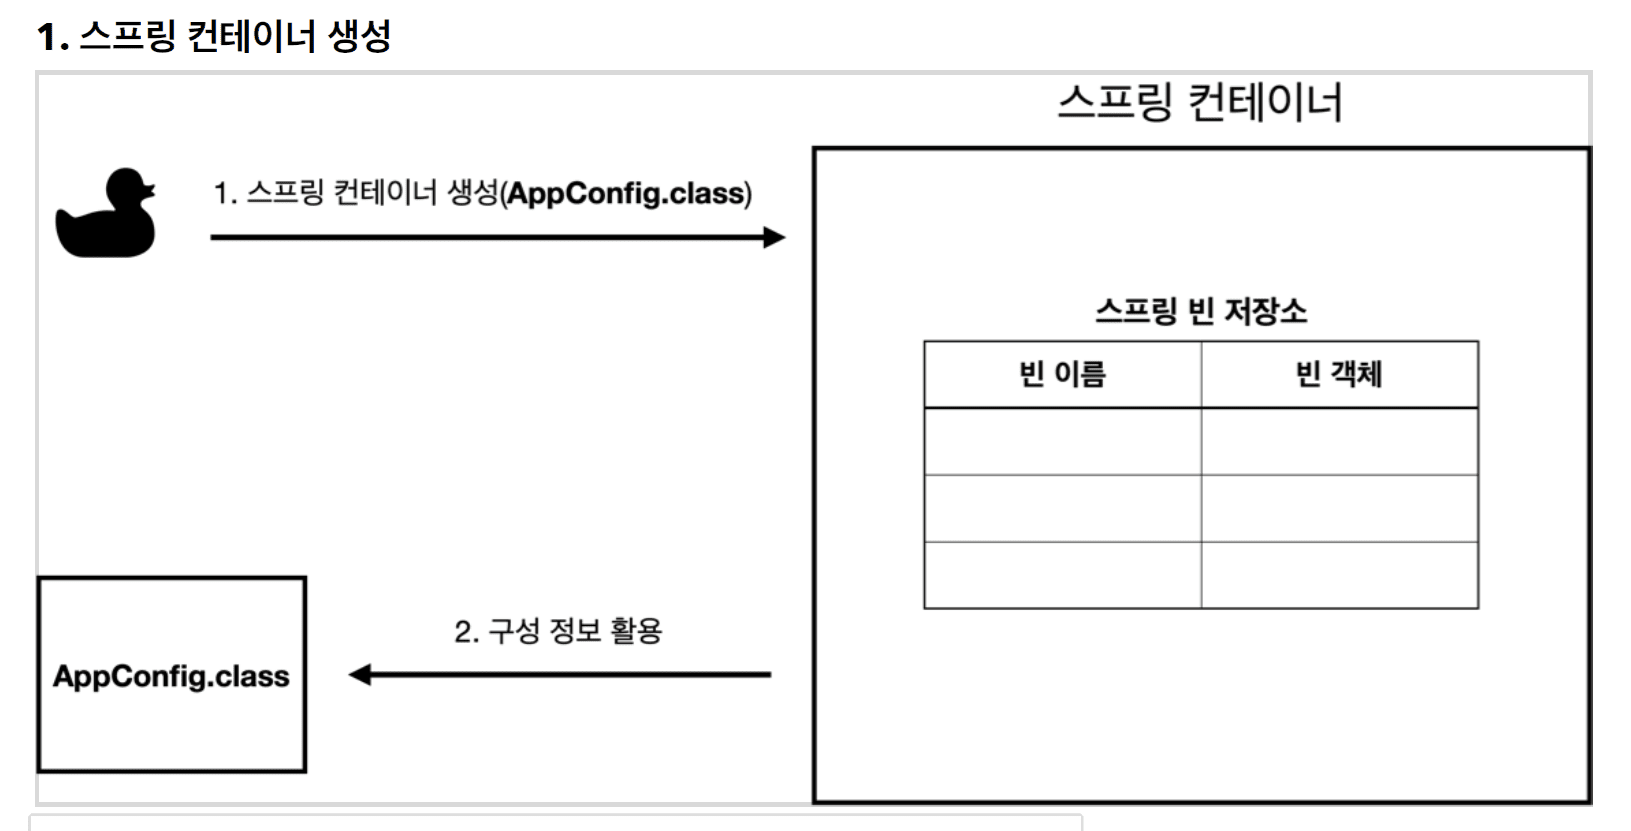 1. 스프링 컨테이너 생성
스프링 컨테이너
1. 스프링 컨테이너 생성(AppConfig.class)
스프링 빈 저장소
빈 이름 빈 객체
2. 구성 정보 활용
AppConfig.class